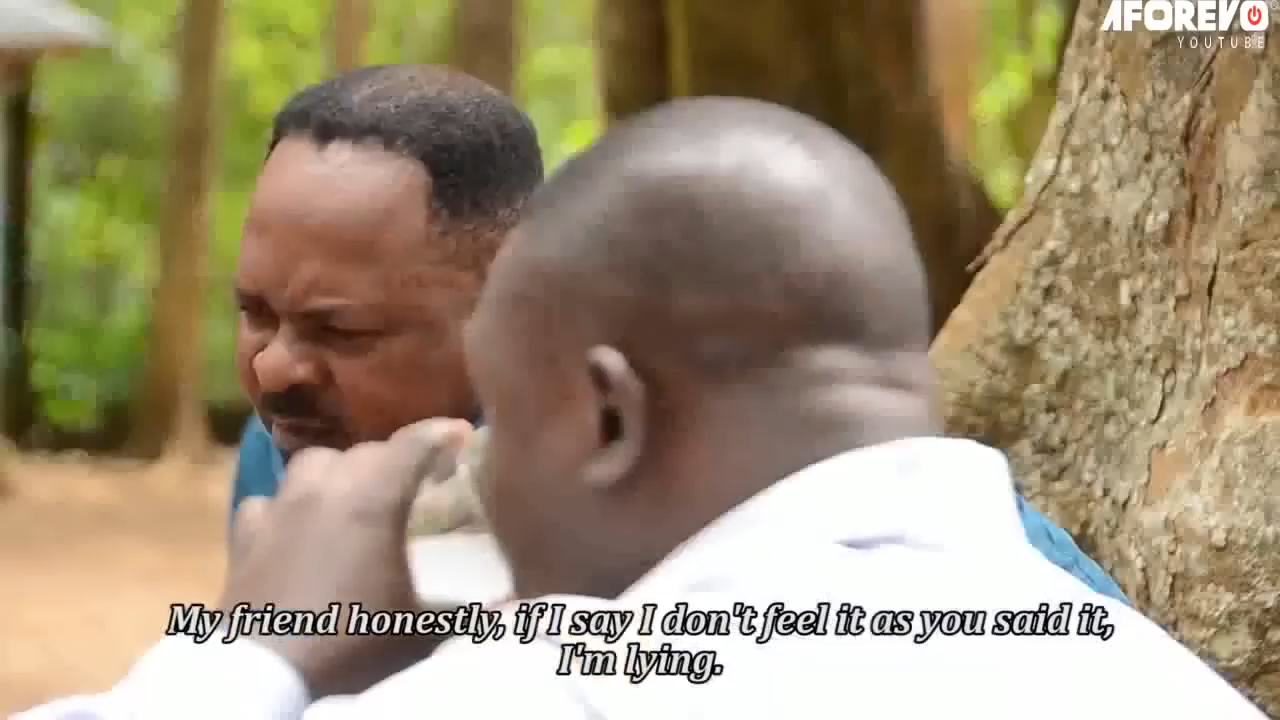 AFOREVO
YOUTUBE
My friend honestly, if I say I don't feel it as you said it,
I'm lying.